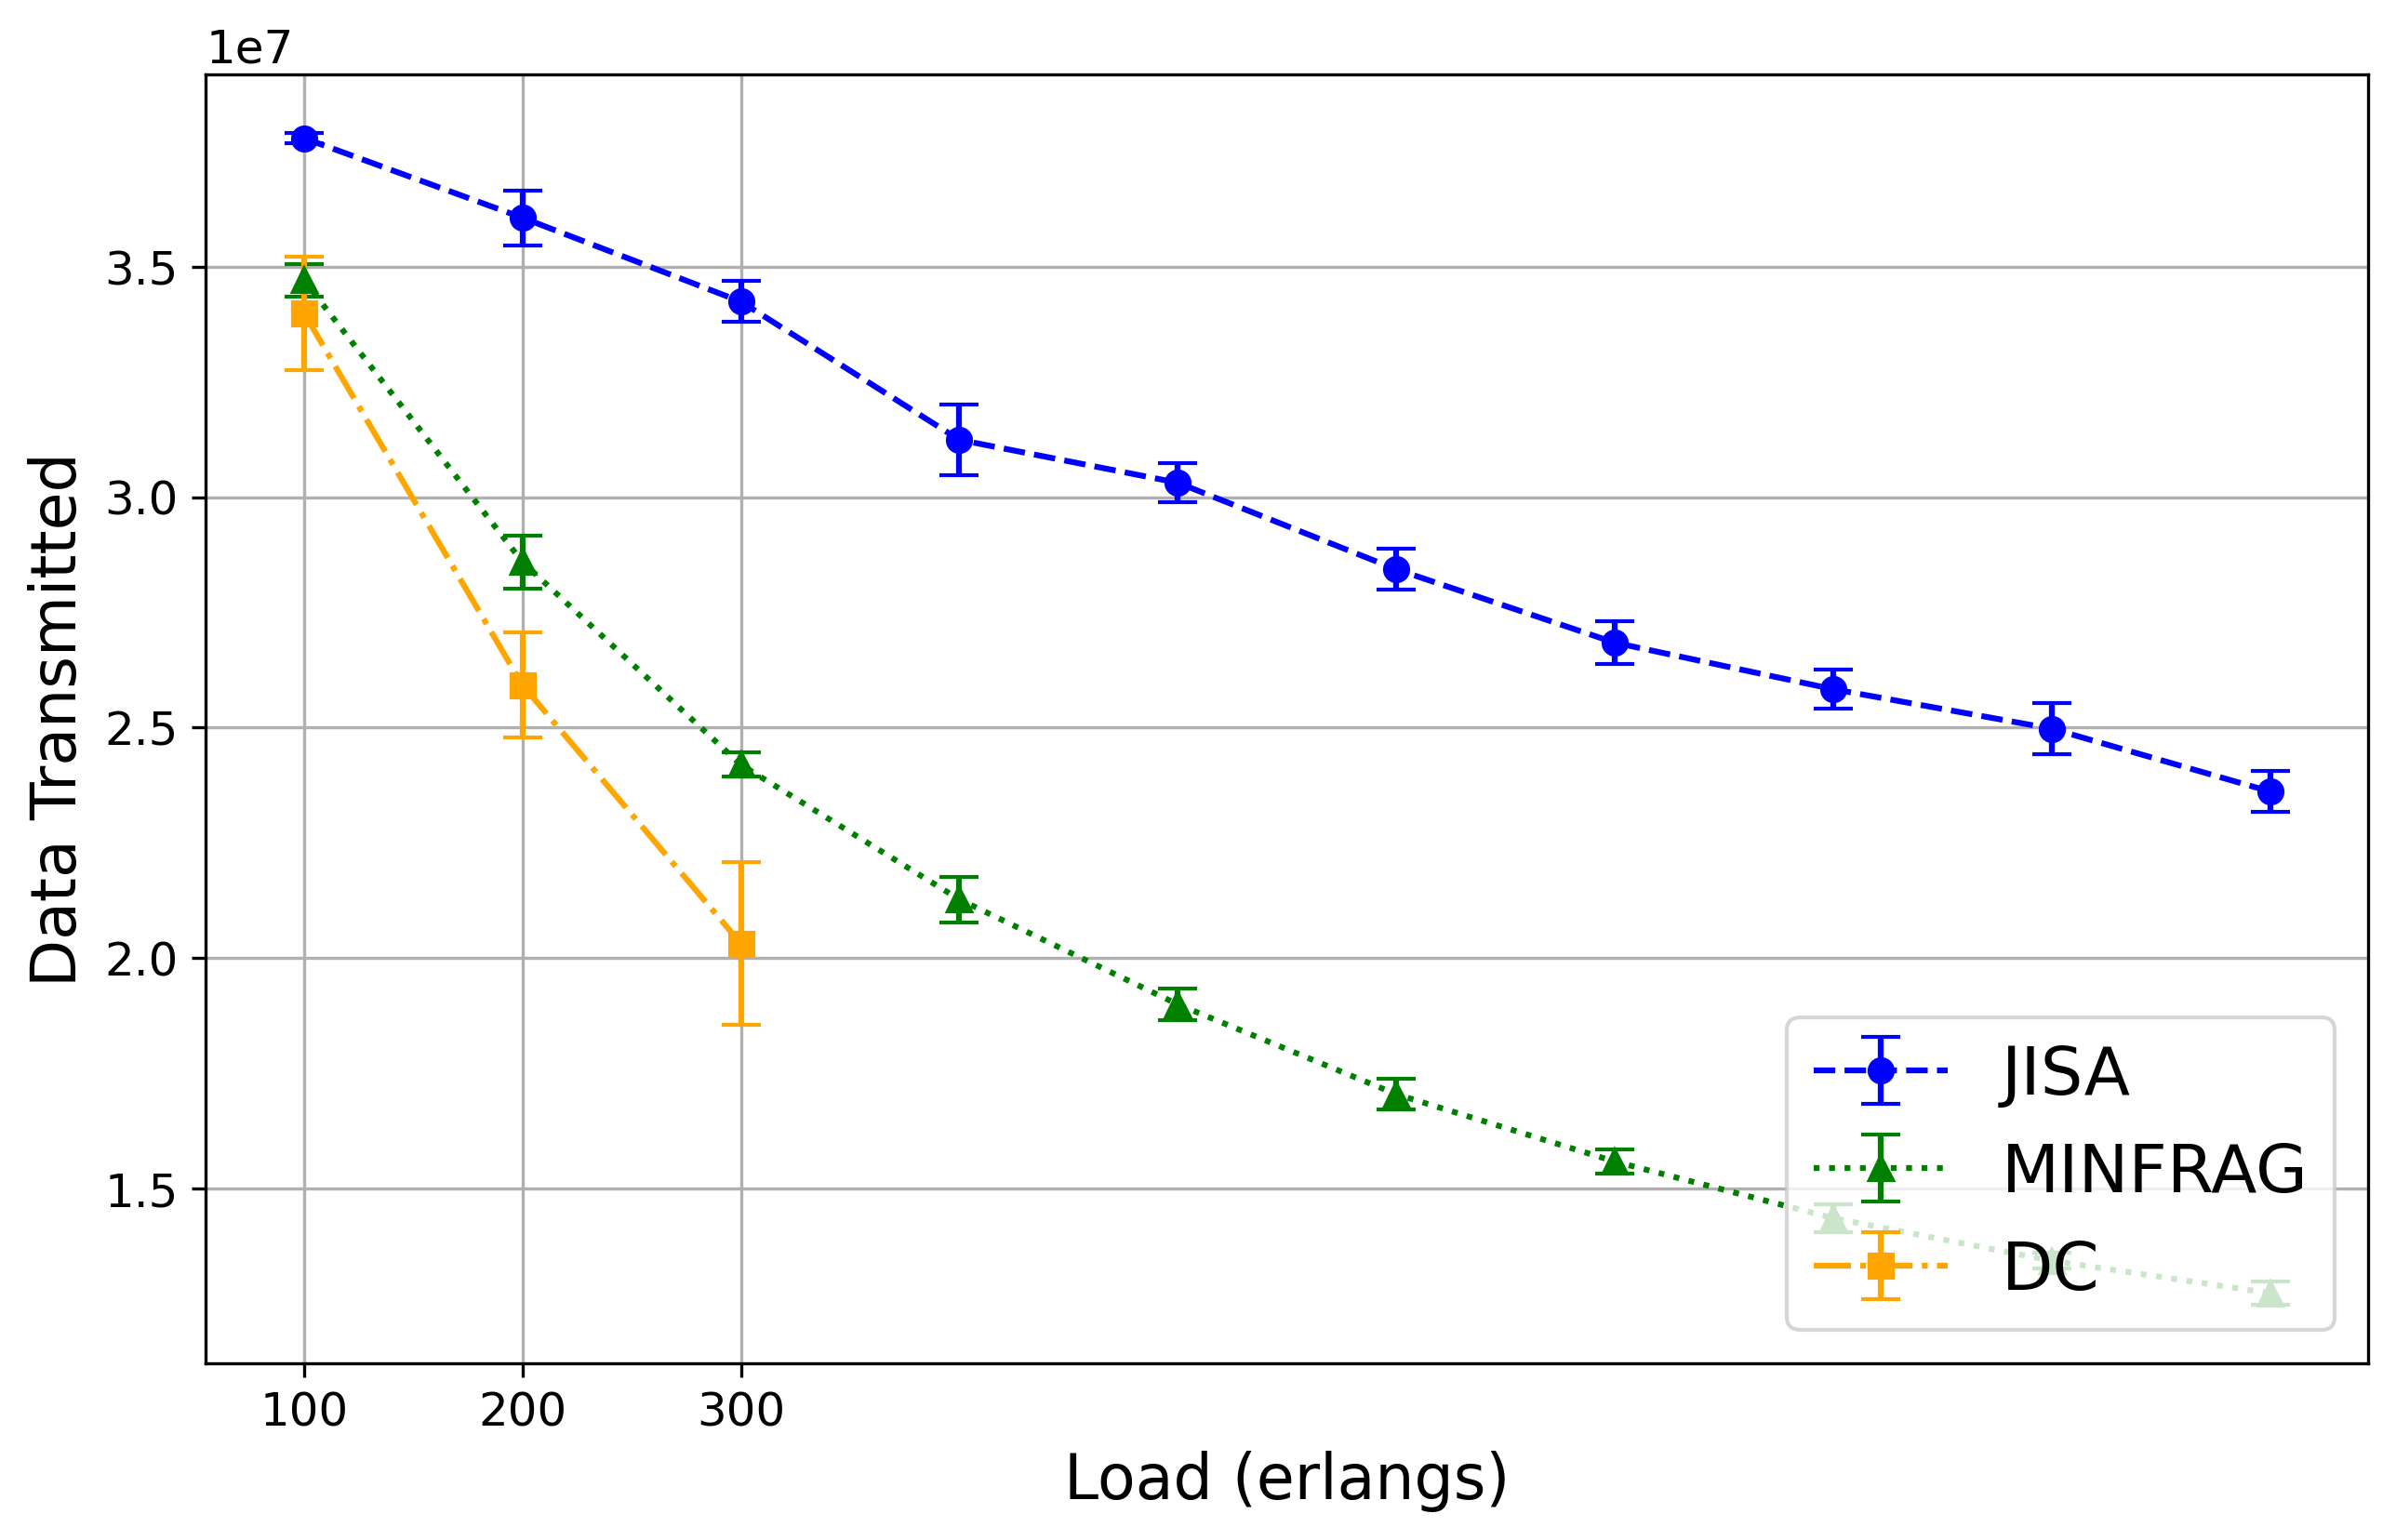 1e7
3.5
3.0
2.5
2.0
1.5
Data Transmitted
100 200 300
Load (erlangs)
JISA
MINFRAG
DC